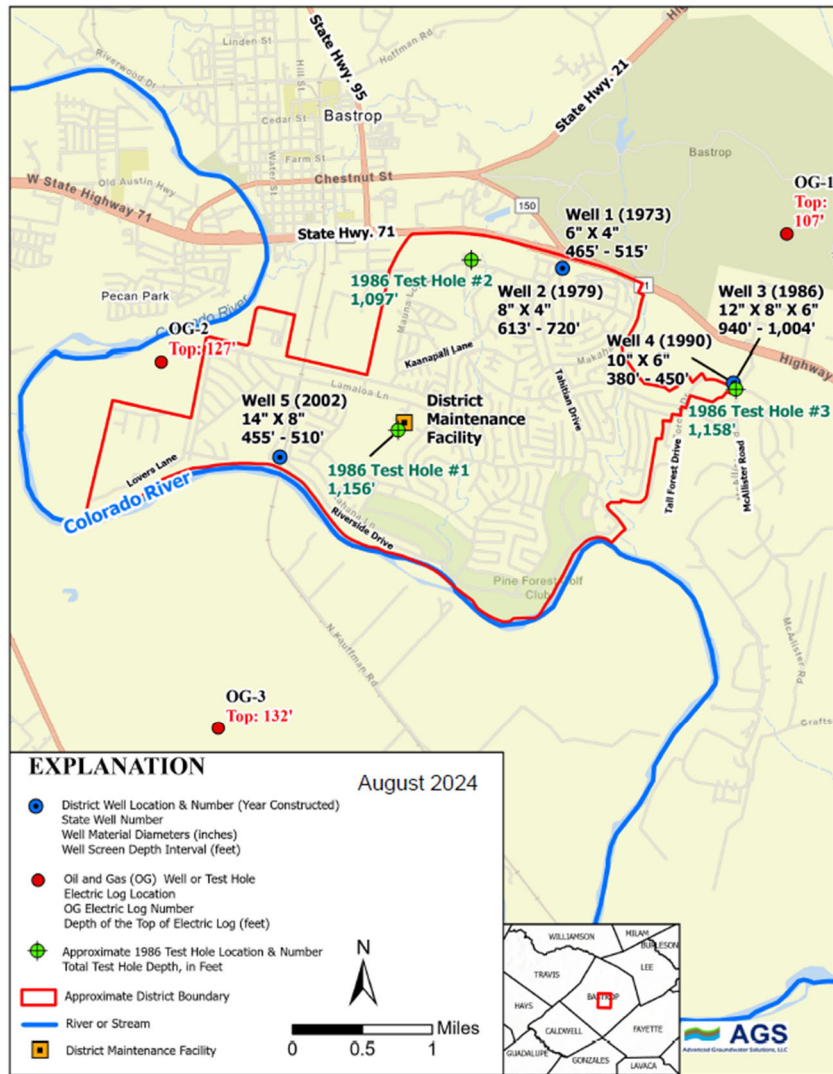 Linden St
Riverwood Dr
Hoffman Rd
Hill St
State Hwy. 95
State Hwy. 21
Cedar St
Bastrop
Farm St
Water St
Old Austin Hwy
Chestnut St
W State Highway 71
Bastrop
150
OG-1
Top:
107'
Well 1 (1973)
6" X 4"
465' - 515'
State Hwy. 71
1986 Test Hole #2
1,097'
Well 2 (1979)
8" X 4"
613' - 720'
21
Well 3 (1986)
12" X 8" X 6"
940' - 1,004'
Pecan Park
Colorado River
Mauna Lo
OG-2
Top: 127'
Kaanapali Lane
Makaha
Well 4 (1990)
10" X 6"
380' - 450'
Highway
Lamaloa Ln
Tahitian Drive
Well 5 (2002)
14" X 8"
455' - 510'
District
Maintenance
Facility
1986 Test Hole #3
1,158'
Lovers Lane
1986 Test Hole #1
1,156'
Tall Forest Drive
McAllister Road
Colorado River
Riverside Drive
Pine Forest Golf
Club
N Kauffman Rd
McAllister Rd
OG-3
Top: 132'
Grafts
EXPLANATION
August 2024
District Well Location & Number (Year Constructed)
State Well Number
Well Material Diameters (inches)
Well Screen Depth Interval (feet)
Oil and Gas (OG) Well or Test Hole
Electric Log Location
OG Electric Log Number
Depth of the Top of Electric Log (feet)
Approximate 1986 Test Hole Location & Number
Total Test Hole Depth, in Feet
N
Approximate District Boundary
River or Stream
District Maintenance Facility
Miles
0 0.5 1
WILLIAMSON
MILAM
BURLESON
TRAVIS
LEE
BASTROP
HAYS
CALDWELL
FAYETTE
GUADALUPE
GONZALES
LAVACA
AGS
Advanced Groundwater Solutions, LLC